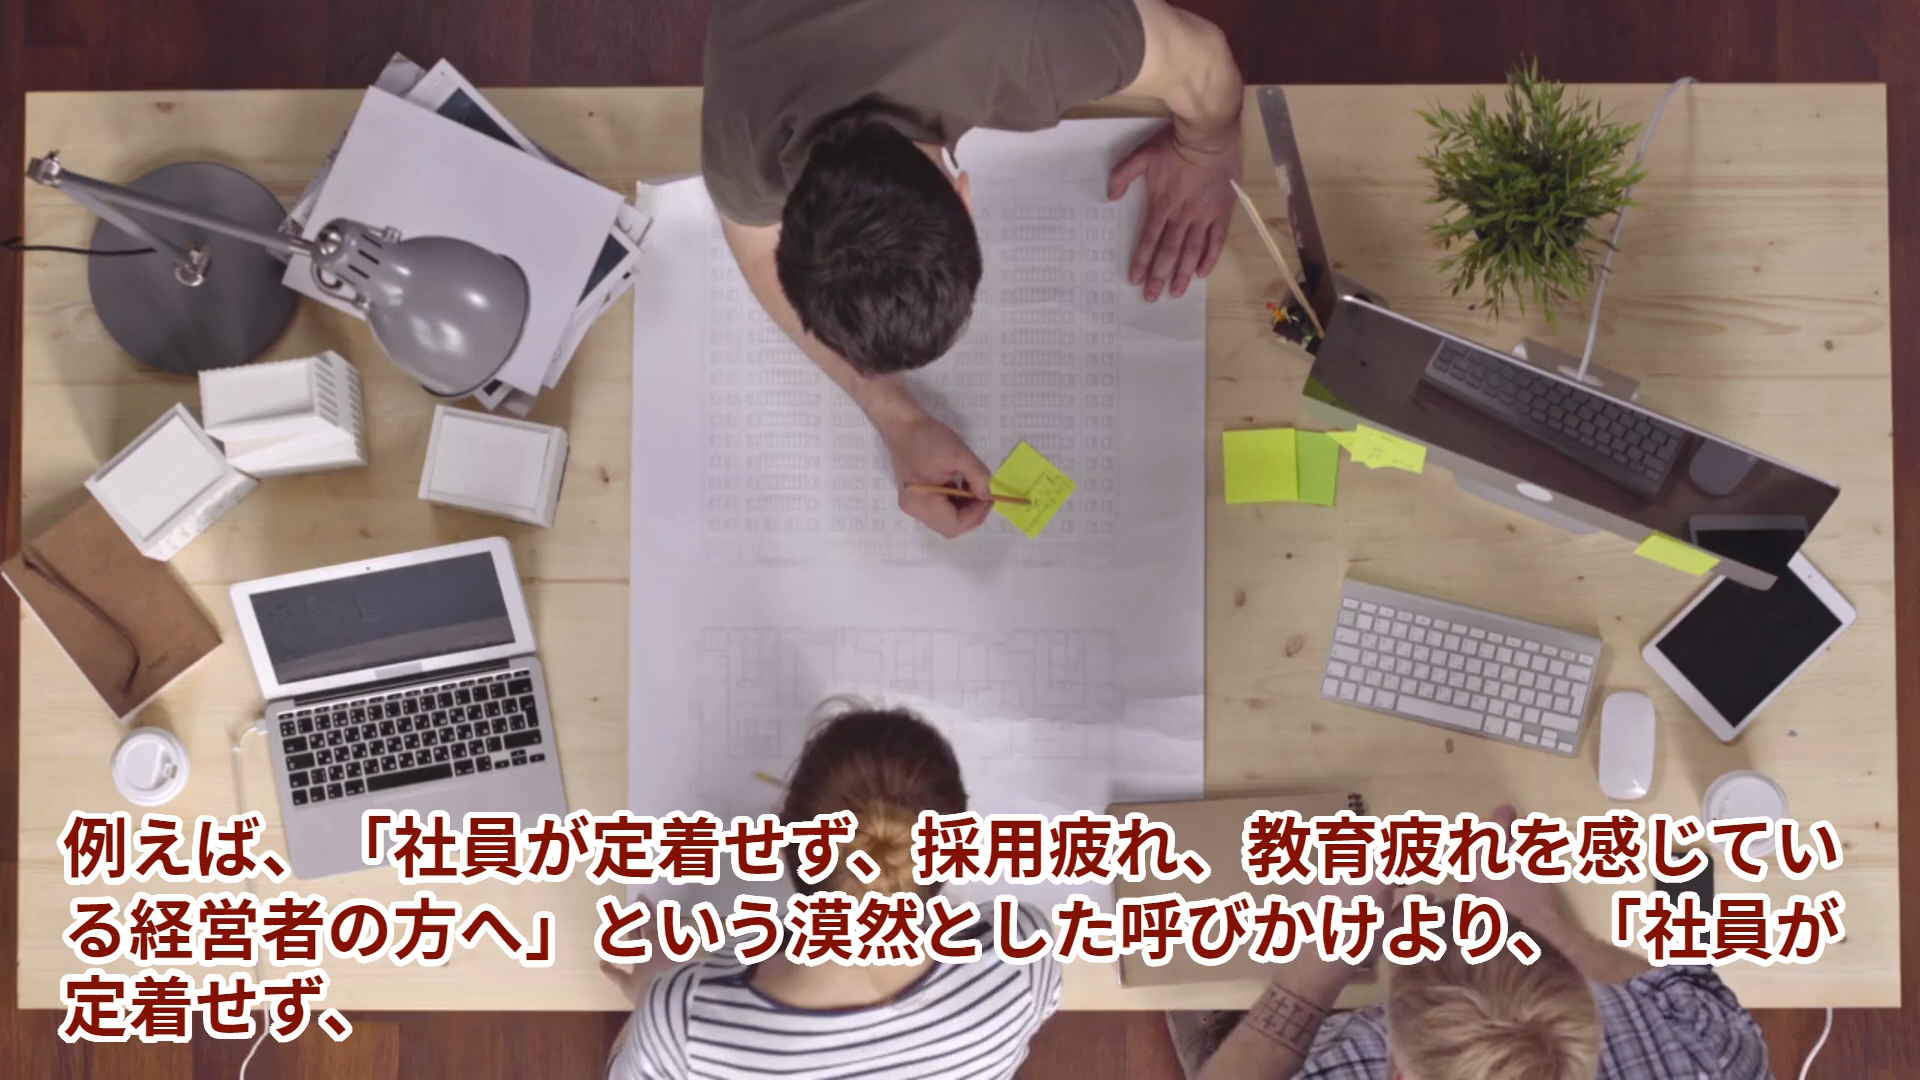 例えば、「社員が定着せず、採用疲れ、教育疲れを感じてい
る経営者の方へ」という漠然とした呼びかけより、「社員が
定着せず、